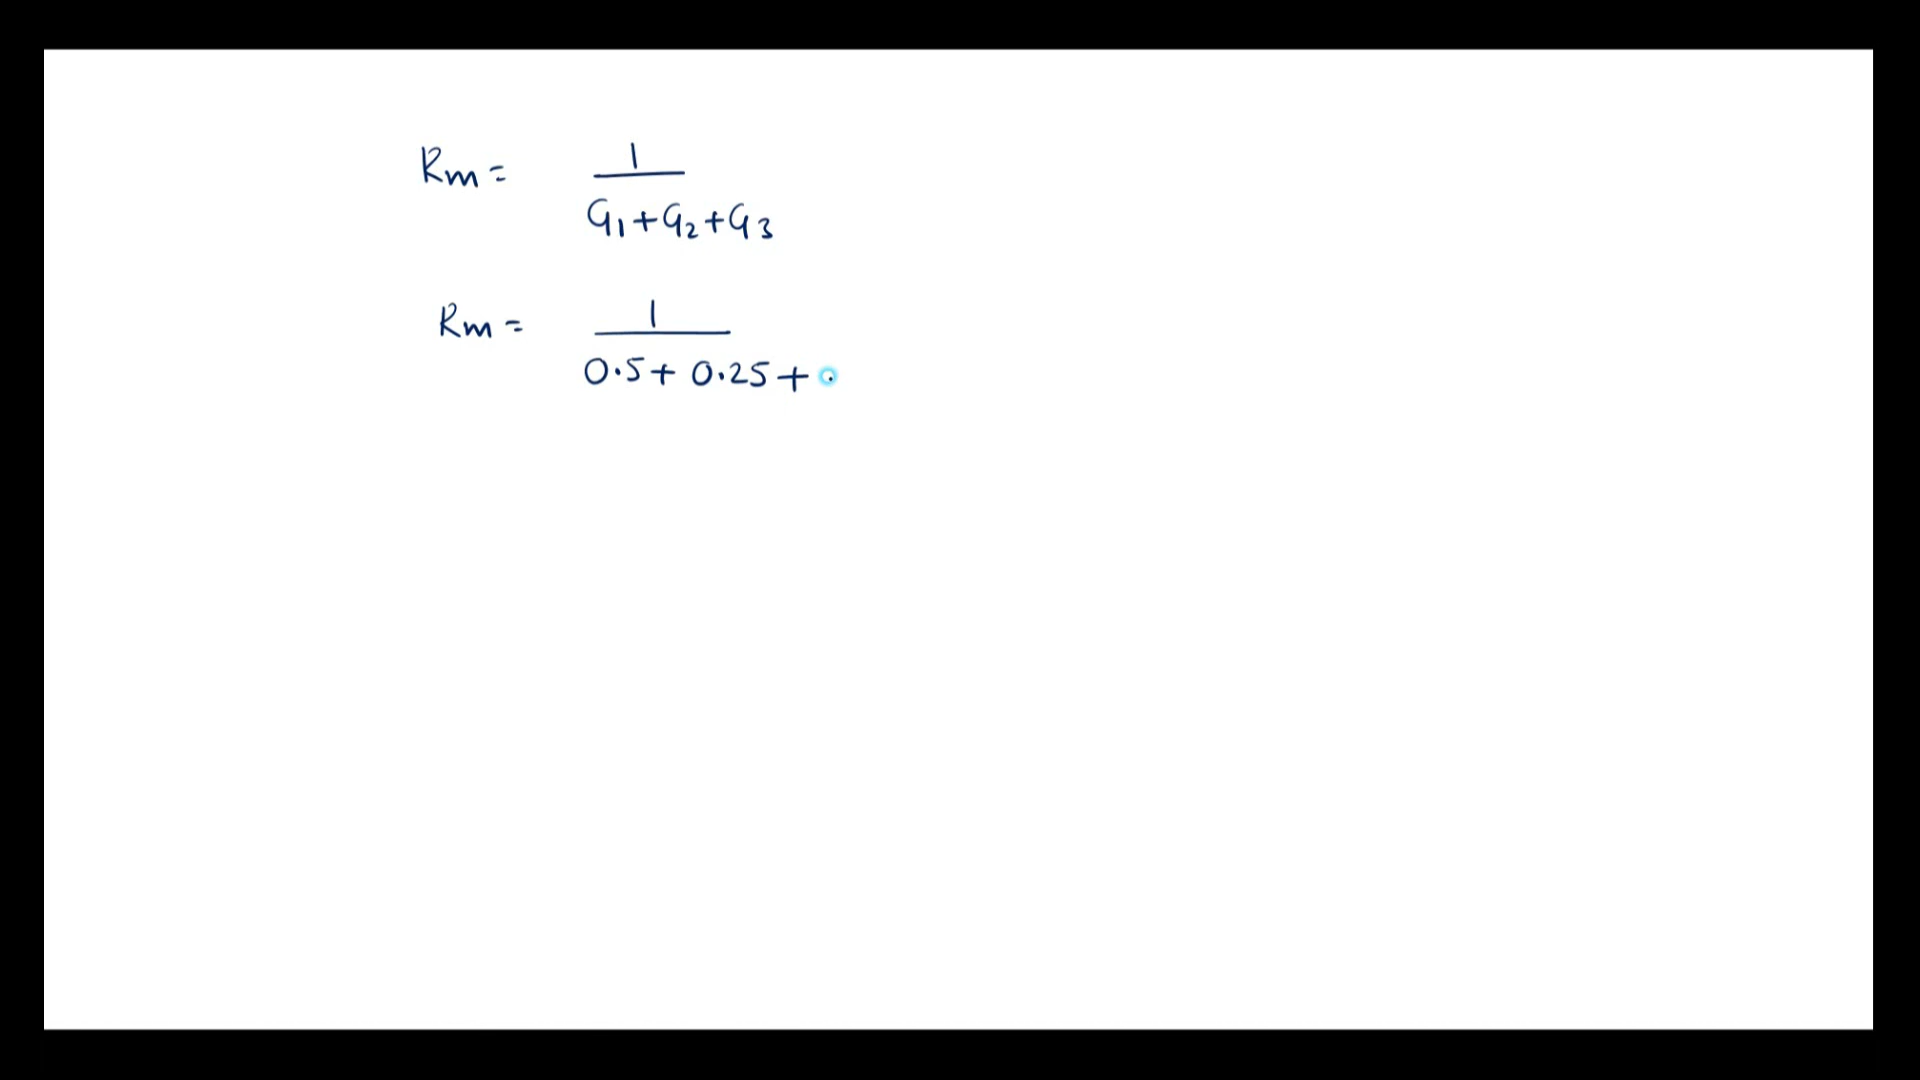 Rm = 1
G1+G2+G3
Rm = 1
0.5+ 0.25 +